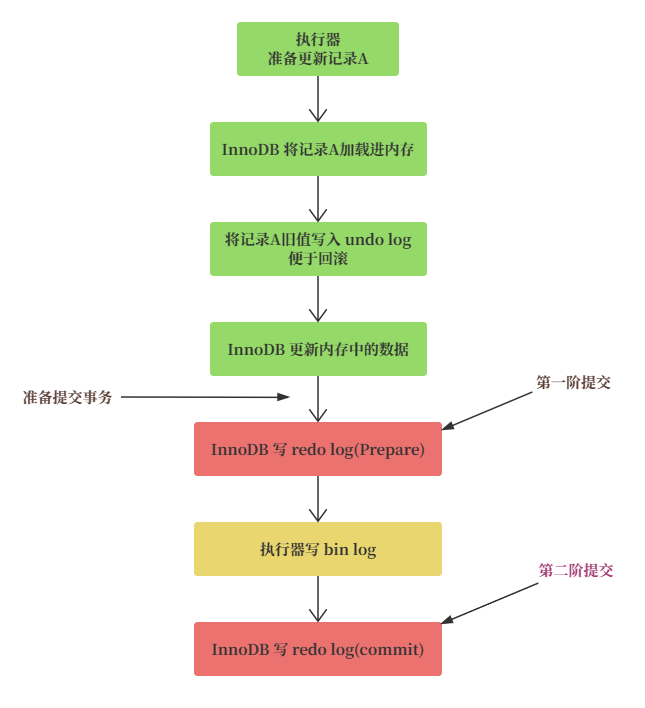 执行器
准备更新记录A
InnoDB 将记录A加载进内存
将记录A旧值写入 undo log
便于回滚
InnoDB 更新内存中的数据
准备提交事务
第一阶提交
InnoDB 写 redo log(Prepare)
执行器写 bin log
第二阶提交
InnoDB 写 redo log(commit)